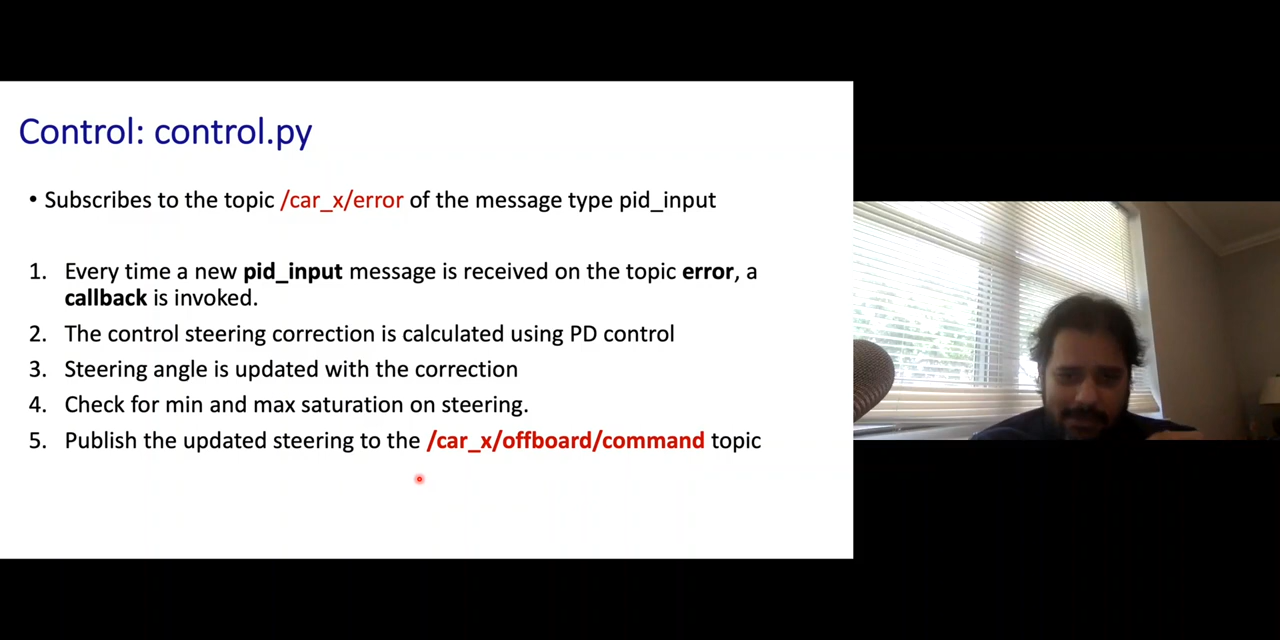 Control: control.py
• Subscribes to the topic /car_x/error of the message type pid_input
1. Every time a new pid_input message is received on the topic error, a
callback is invoked.
2. The control steering correction is calculated using PD control
3. Steering angle is updated with the correction
4. Check for min and max saturation on steering.
5. Publish the updated steering to the /car_x/offboard/command topic